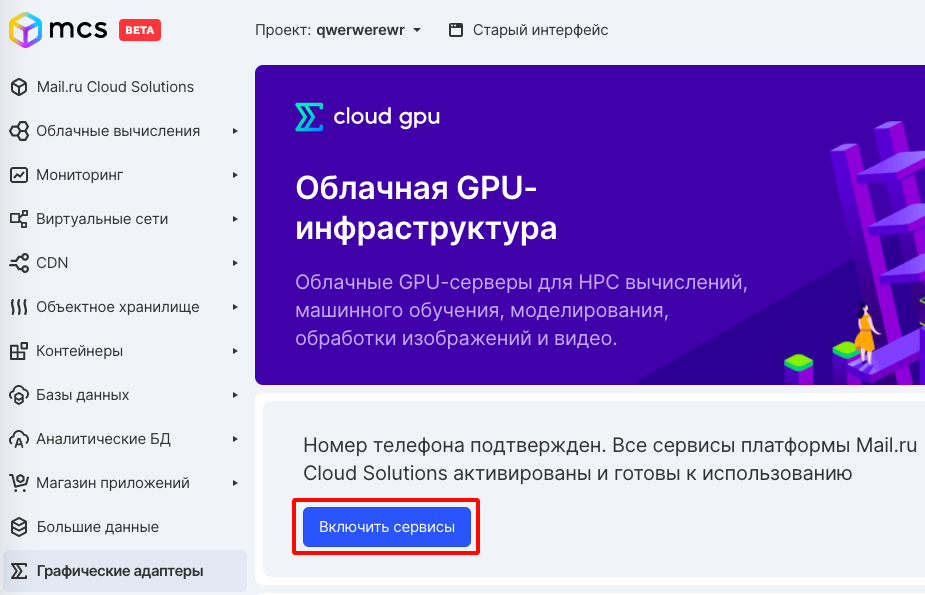 mcs BETA
Проект: qwerwerewr
Старый интерфейс
Mail.ru Cloud Solutions
Облачные вычисления
Мониторинг
Виртуальные сети
CDN
Объектное хранилище
Контейнеры
Базы данных
Аналитические БД
Магазин приложений
Большие данные
Графические адаптеры
cloud gpu
Облачная GPU-
инфраструктура
Облачные GPU-серверы для HPC вычислений,
машинного обучения, моделирования,
обработки изображений и видео.
Номер телефона подтвержден. Все сервисы платформы Mail.ru
Cloud Solutions активированы и готовы к использованию
Включить сервисы